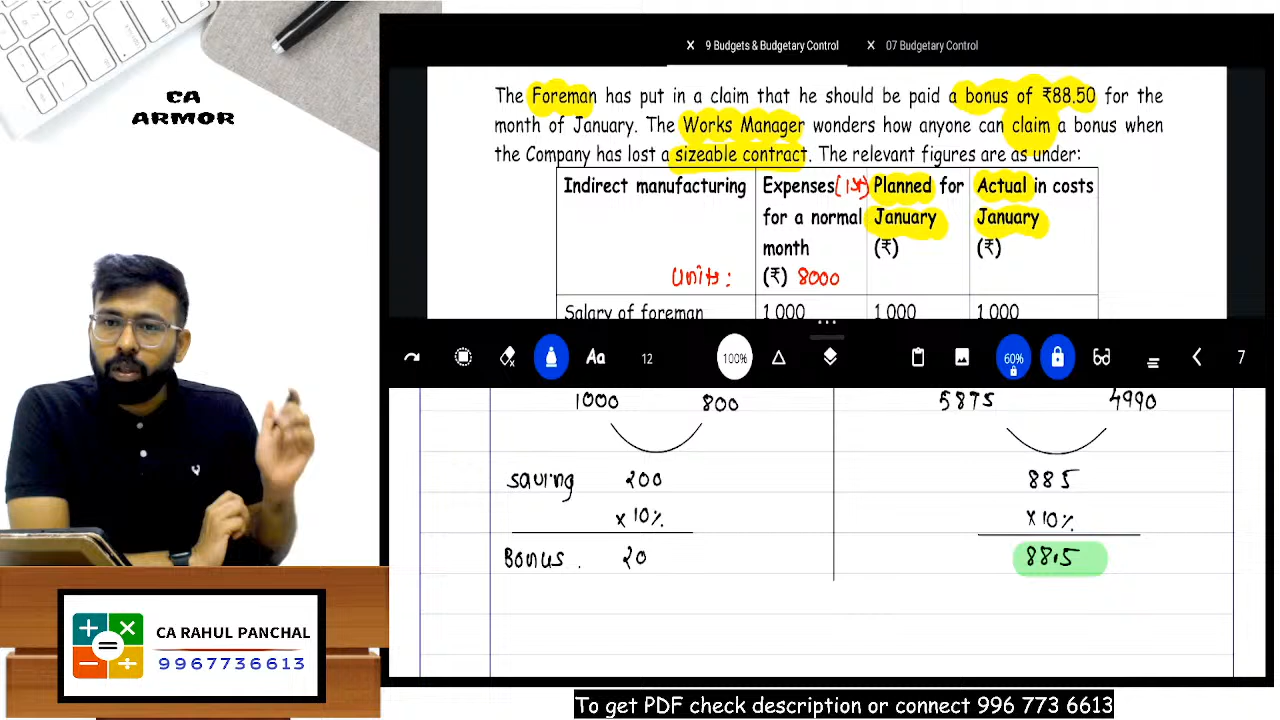 CA
ARMOR
9 Budgets & Budgetary Control
07 Budgetary Control
The Foreman has put in a claim that he should be paid a bonus of ₹88.50 for the
month of January. The Works Manager wonders how anyone can claim a bonus when
the Company has lost a sizeable contract. The relevant figures are as under:
Indirect manufacturing
Units:
Expenses
for a normal
month
(₹) 8000
Planned for
January
(₹)
Actual in costs
January
(₹)
Salary of foreman 1 000 1 000 1 000
Aa 12 100% 60% 7
1000 800
saving 200
x 10%
Bonus. 20
5875 4990
885
x 10%
88.5
CA RAHUL PANCHAL
9967736613
To get PDF check description or connect 996 773 6613